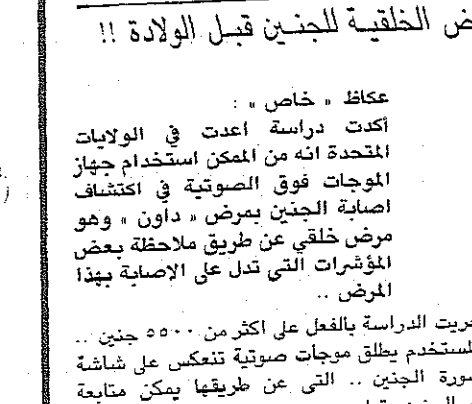 الخلقية للجنين قبل الولادة !!
عكاظ « خاص » :
أكدت دراسة اعدت في الولايات
المتحدة انه من الممكن استخدام جهاز
الموجات فوق الصوتية في اكتشاف
اصابة الجنين بمرض « داون » وهو
مرض خلقي عن طريق ملاحظة بعض
المؤشرات التي تدل على الإصابة بهذا
المرض ..
الدراسة بالفعل على اكثر من ٥٥٠٠ جنين ..
يطلق موجات صوتية تنعكس على شاشة
الجنين .. التي عن طريقها يمكن متابعة